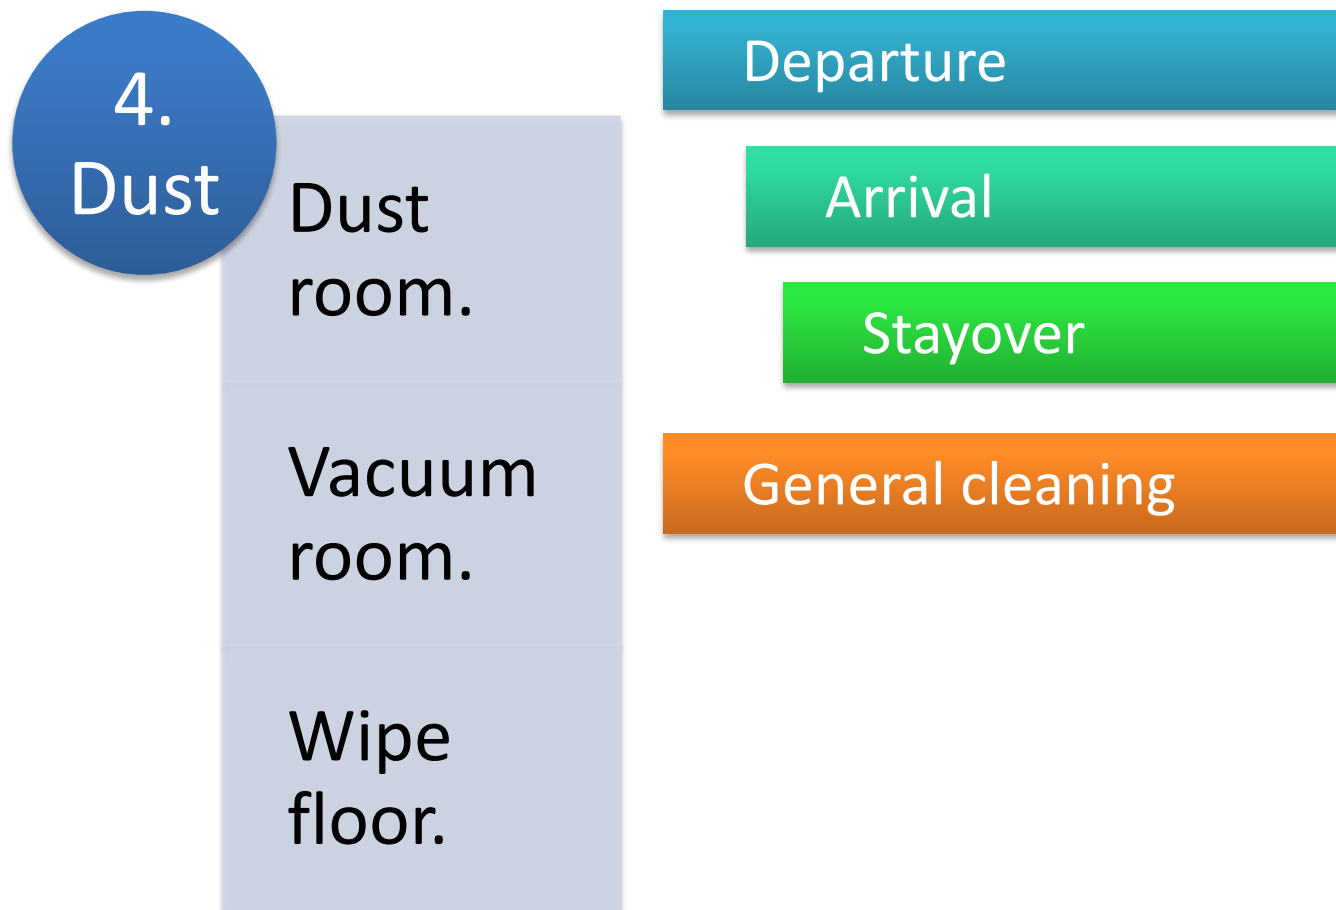 4.
Dust
Dust
room.
Vacuum
room.
Wipe
floor.
Departure
Arrival
Stayover
General cleaning